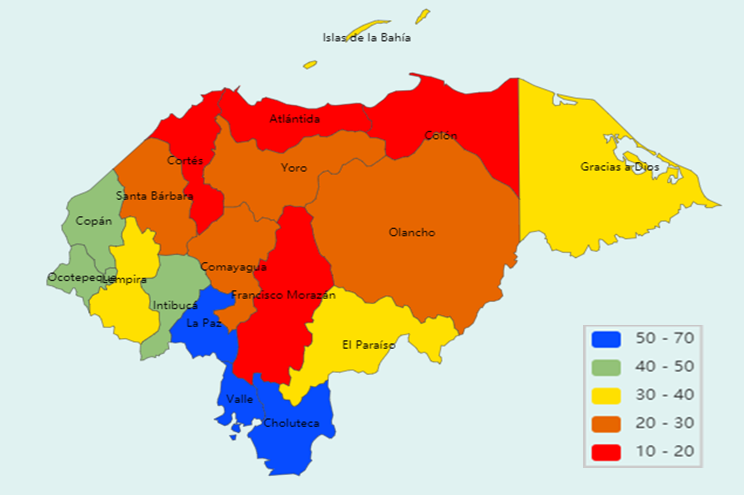 Islas de la Bahía
Atlántida
Colón
Cortés
Yoro
Gracias a Dios
Santa Bárbara
Copán
Olancho
Comayagua
Ocotepeque
Lempira
Francisco Morazán
Intibucá
La Paz
El Paraíso
Valle
Choluteca
50 - 70
40 - 50
30 - 40
20 - 30
10 - 20